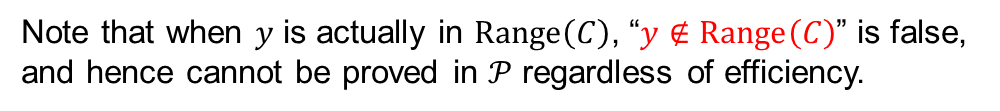 Note that when 𝑦 is actually in Range(𝐶), “𝑦 ∉ Range(𝐶)” is false,
and hence cannot be proved in 𝒫 regardless of efficiency.